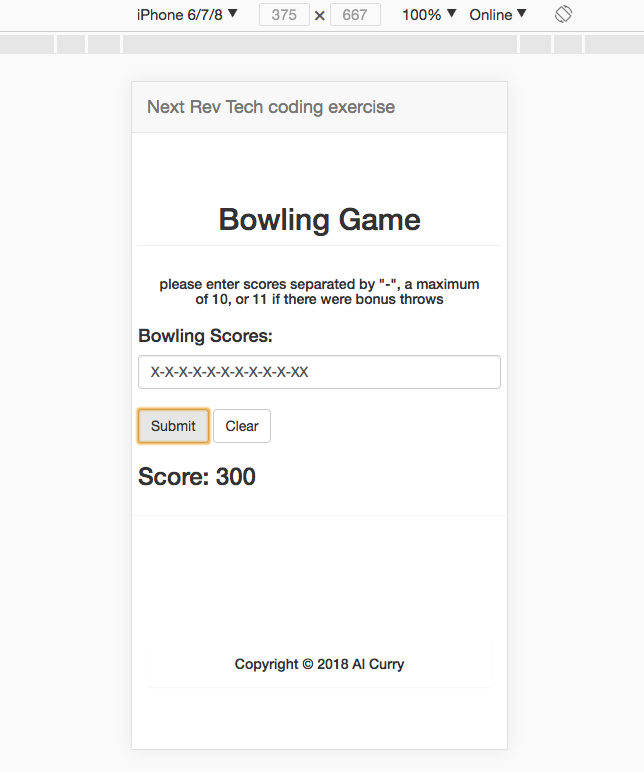 iPhone 6/7/8 ▼ 375 × 667 100% ▼ Online ▼
Next Rev Tech coding exercise
Bowling Game
please enter scores separated by "-", a maximum
of 10, or 11 if there were bonus throws
Bowling Scores:
X-X-X-X-X-X-X-X-X-X-XX
Submit Clear
Score: 300
Copyright © 2018 Al Curry